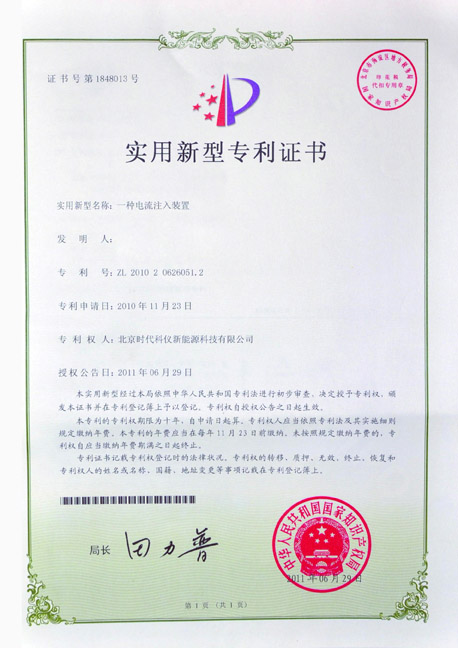 证书号第1848013号
实用新型专利证书
实用新型名称：一种电流注入装置
发明人：
专利号：ZL 2010 2 0626051.2
专利申请日：2010年11月23日
专利权人：北京时代科仪新能源科技有限公司
授权公告日：2011年06月29日
本实用新型经过本局依照中华人民共和国专利法进行初步审查，决定授予专利权，颁
发本证书并在专利登记簿上予以登记。专利权自授权公告之日起生效。
本专利的专利权期限为十年，自申请日起算。专利权人应当依照专利法及其实施细则
规定缴纳年费。本专利的年费应当在每年11月23日前缴纳。未按照规定缴纳年费的，专
利权自应当缴纳年费期满之日起终止。
专利证书记载专利权登记时的法律状况。专利权的转移、质押、无效、终止、恢复和
专利权人的姓名或名称、国籍、地址变更等事项记载在专利登记簿上。
局长
田力普
中华人民共和国国家知识产权局
2011年06月29日
第1页（共1页）